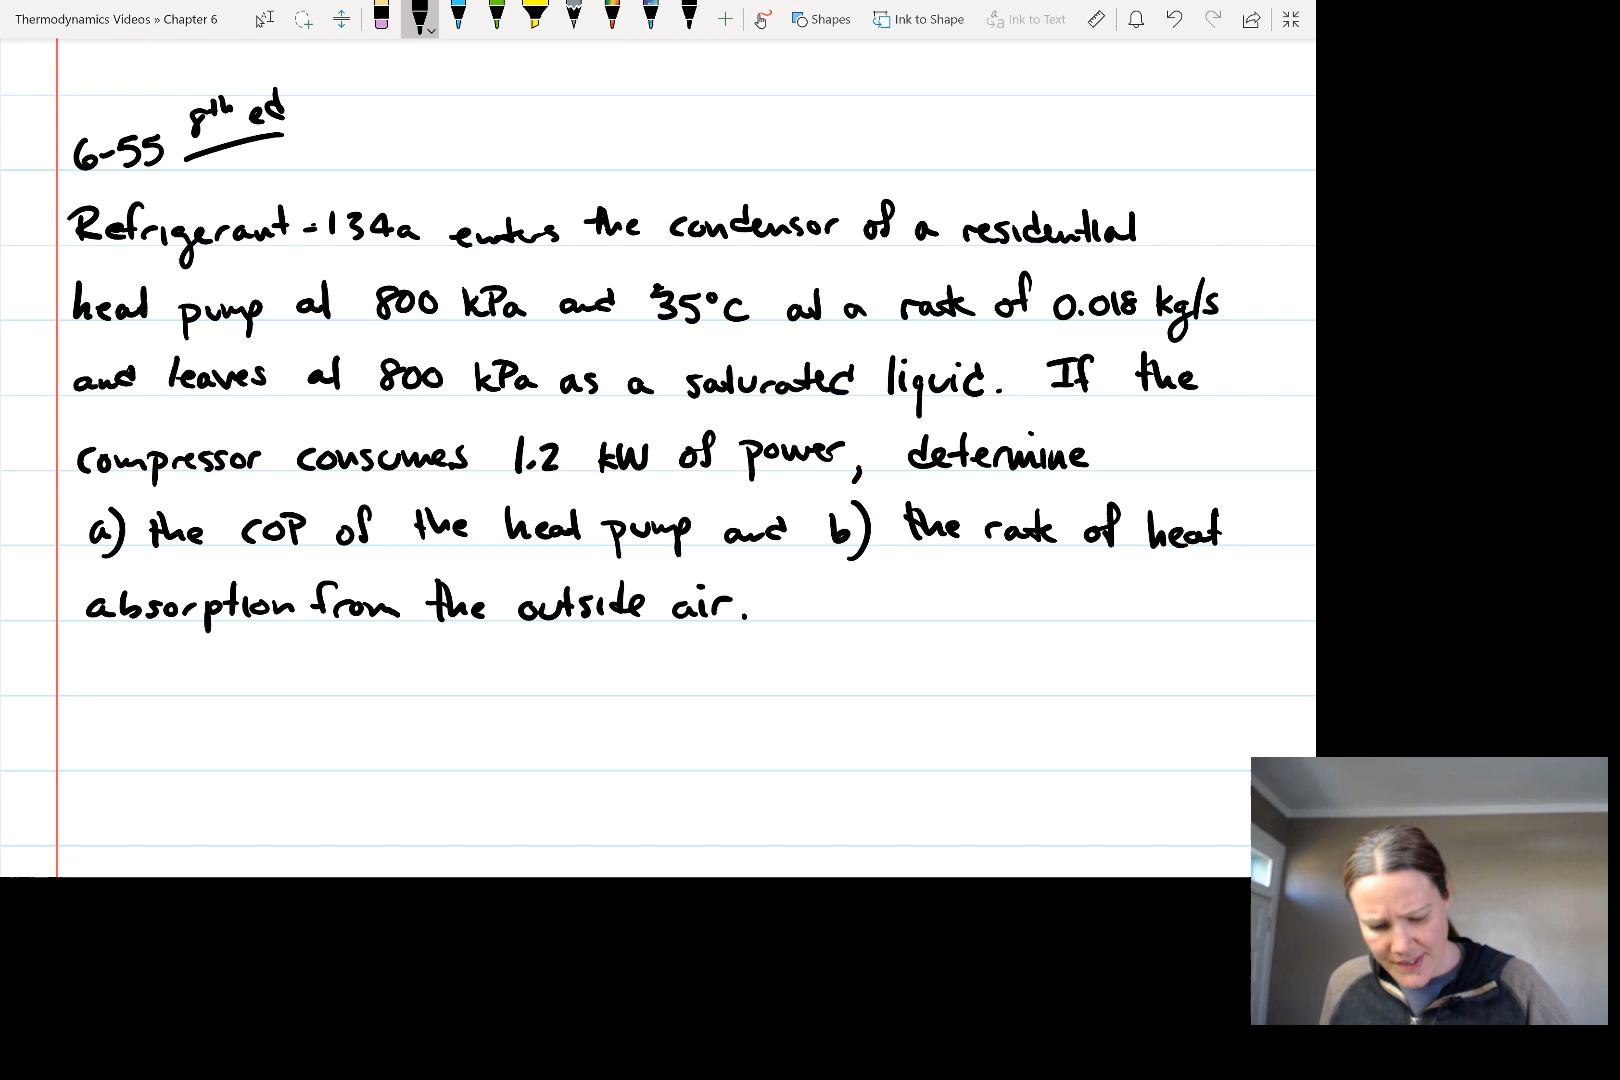 Thermodynamics Videos » Chapter 6 Shapes Ink to Shape Ink to Text
6-55 8th ed
Refrigerant-134a enters the condensor of a residential
heat pump at 800 kPa and 35°C at a rate of 0.018 kg/s
and leaves at 800 kPa as a saturated liquid. If the
compressor consumes 1.2 kW of power, determine
a) the COP of the heat pump and b) the rate of heat
absorption from the outside air.